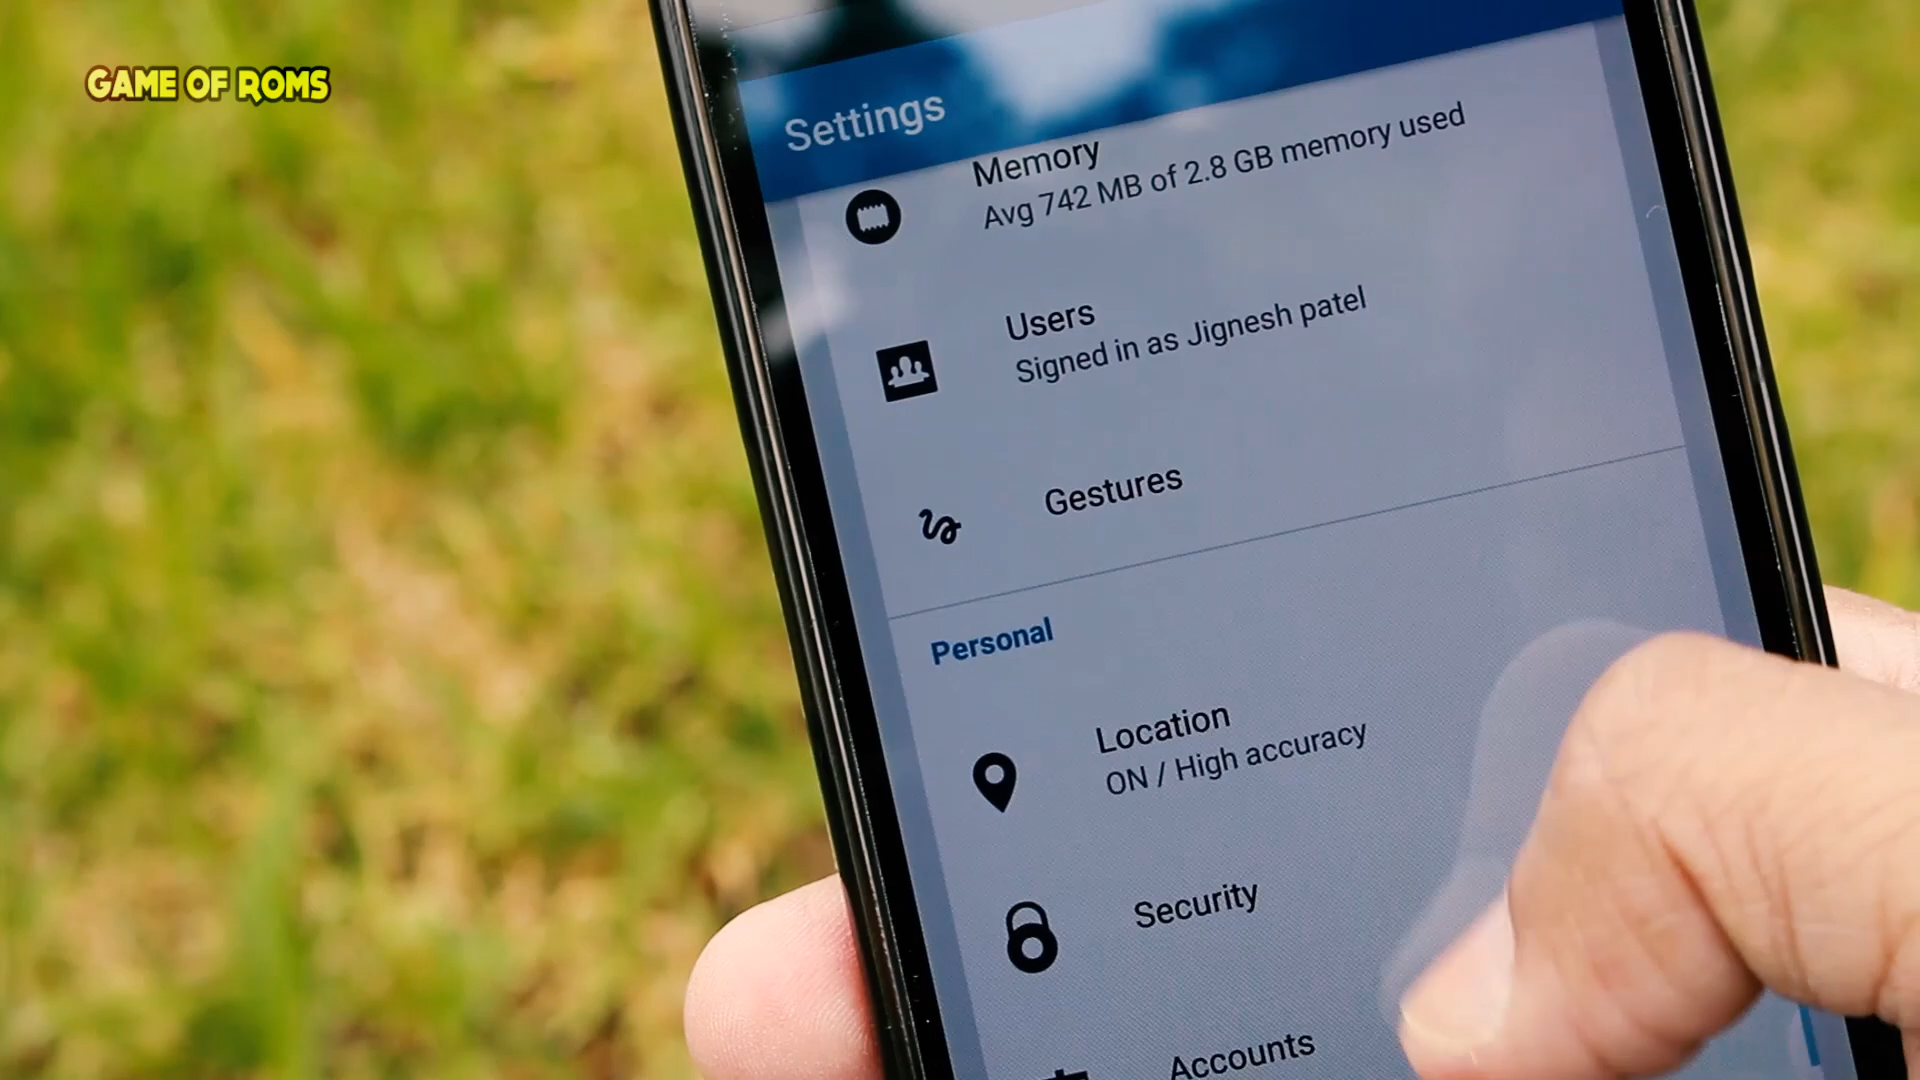 GAME OF ROMS
Settings
Memory
Avg 742 MB of 2.8 GB memory used
Users
Signed in as Jignesh patel
Gestures
Personal
Location
ON / High accuracy
Security
Accounts